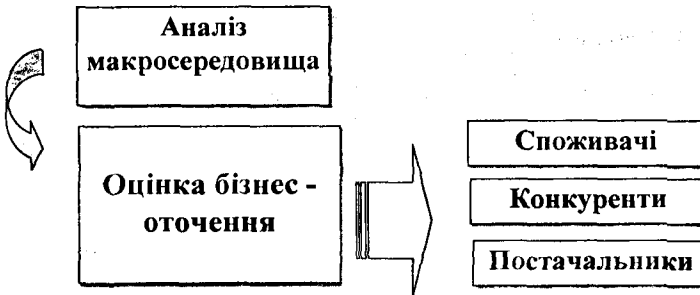 Аналіз
макросередовища
Оцінка бізнес -
оточення
Споживачі
Конкуренти
Постачальники